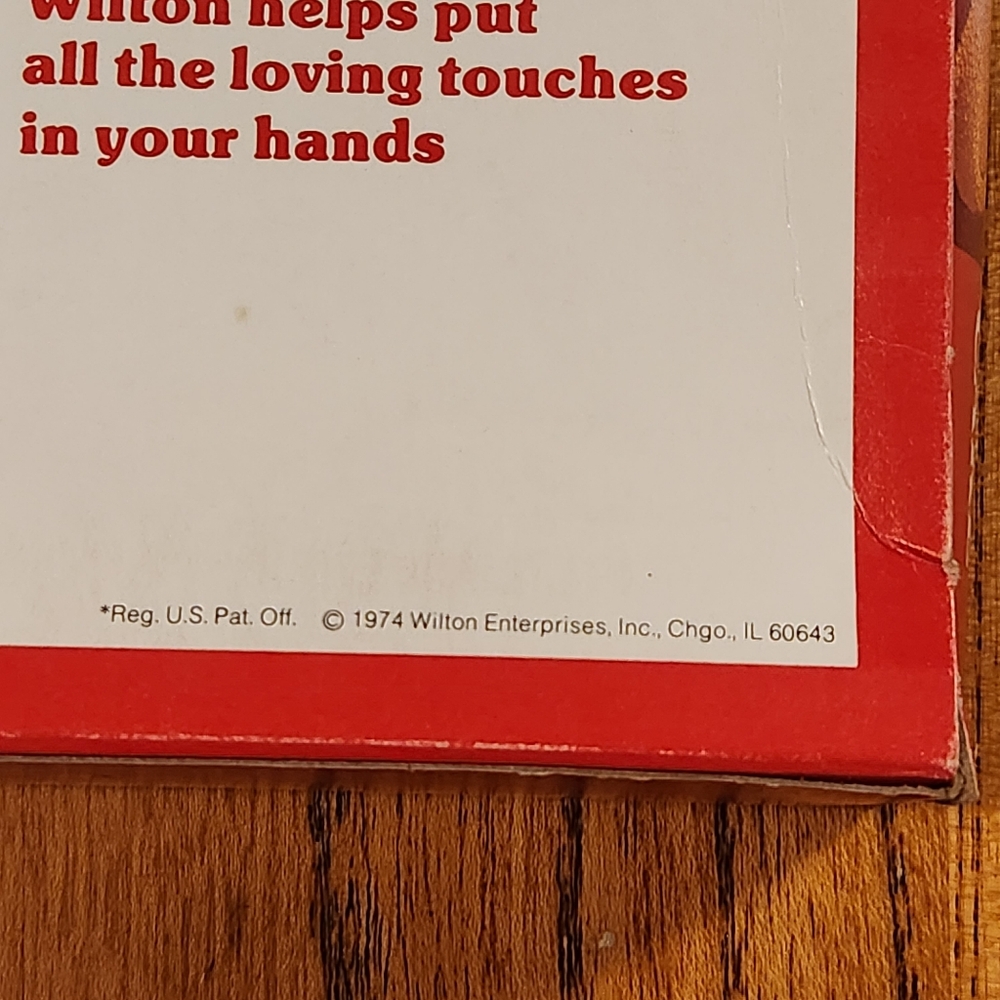 Wilton helps put
all the loving touches
in your hands
*Reg. U.S. Pat. Off. © 1974 Wilton Enterprises, Inc., Chgo., IL 60643